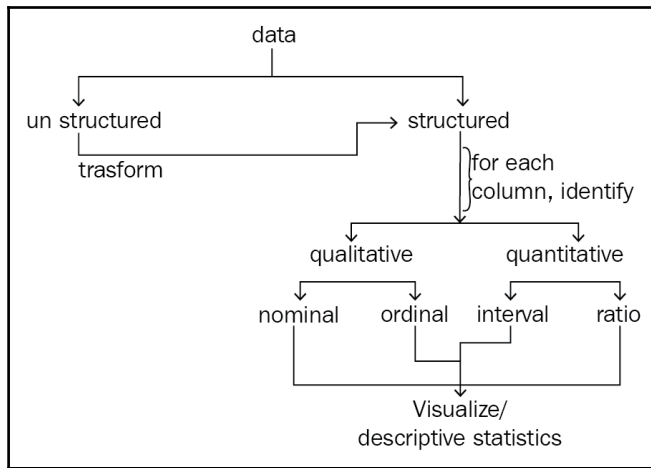 data
un structured
structured
trasform
for each
column, identify
qualitative
quantitative
nominal
ordinal
interval
ratio
Visualize/
descriptive statistics